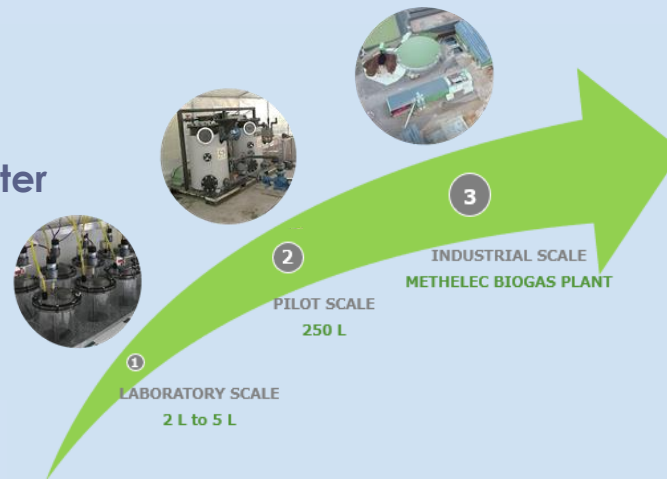 ter
3
INDUSTRIAL SCALE
METHELEC BIOGAS PLANT
2
PILOT SCALE
250 L
1
LABORATORY SCALE
2 L to 5 L